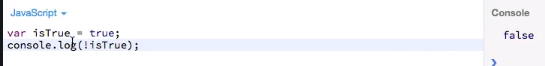 JavaScript
var isTrue = true;
console.log(!isTrue);
Console
false